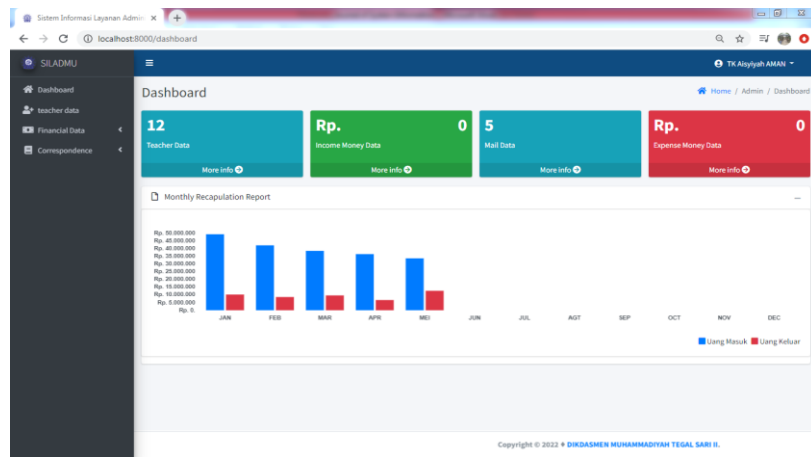 Sistem Informasi Layanan Admin
localhost:8000/dashboard
SILADMU
TK Aisyiyah AMAN
Dashboard
teacher data
Financial Data
Correspondence
Dashboard
Home / Admin / Dashboard
12
Teacher Data
More info
Rp. 0
Income Money Data
More info
5
Mail Data
More info
Rp. 0
Expense Money Data
More info
Monthly Recapulation Report
Rp. 50.000.000
Rp. 45.000.000
Rp. 40.000.000
Rp. 35.000.000
Rp. 30.000.000
Rp. 25.000.000
Rp. 20.000.000
Rp. 15.000.000
Rp. 10.000.000
Rp. 5.000.000
Rp. 0
JAN FEB MAR APR MEI JUN JUL AGT SEP OCT NOV DEC
Uang Masuk Uang Keluar
Copyright © 2022 DIKDASMEN MUHAMMADIYAH TEGAL SARI II.